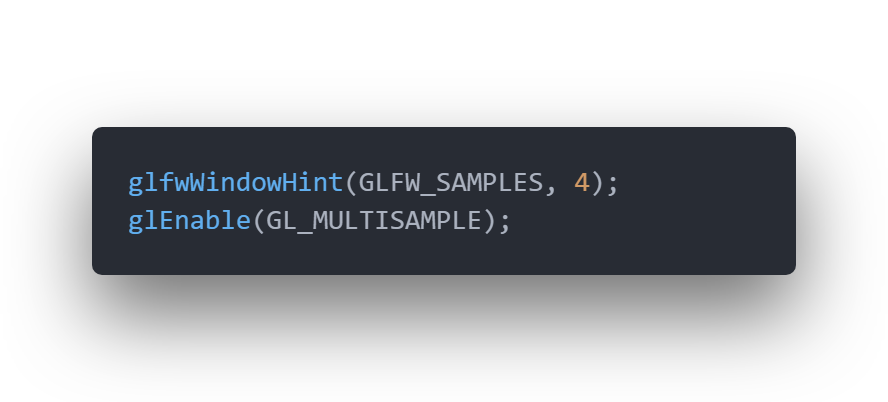 glfwWindowHint(GLFW_SAMPLES, 4);
glEnable(GL_MULTISAMPLE);